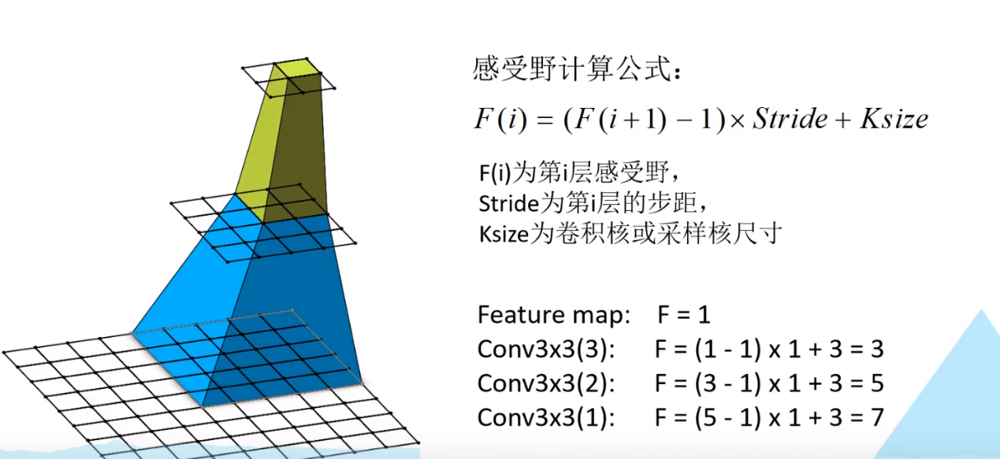 感受野计算公式：
F(i) = (F(i+1) − 1)× Stride + Ksize
F(i)为第i层感受野，
Stride为第i层的步距，
Ksize为卷积核或采样核尺寸
Feature map: F = 1
Conv3x3(3): F = (1 - 1) x 1 + 3 = 3
Conv3x3(2): F = (3 - 1) x 1 + 3 = 5
Conv3x3(1): F = (5 - 1) x 1 + 3 = 7